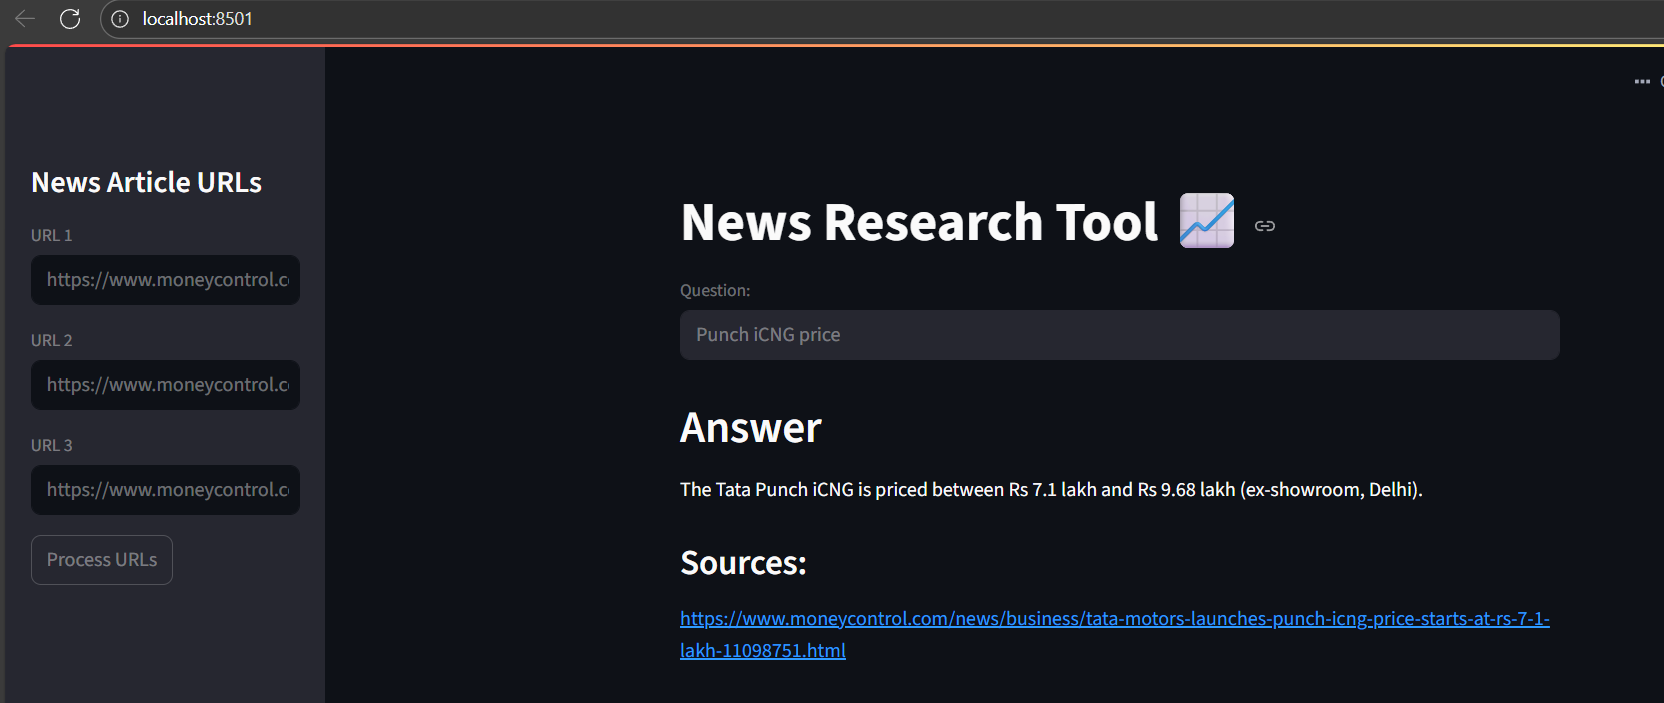 localhost:8501
News Article URLs
URL 1
https://www.moneycontrol.c
URL 2
https://www.moneycontrol.c
URL 3
https://www.moneycontrol.c
Process URLs
News Research Tool
Question:
Punch iCNG price
Answer
The Tata Punch iCNG is priced between Rs 7.1 lakh and Rs 9.68 lakh (ex-showroom, Delhi).
Sources:
https://www.moneycontrol.com/news/business/tata-motors-launches-punch-icng-price-starts-at-rs-7-1-
lakh-11098751.html